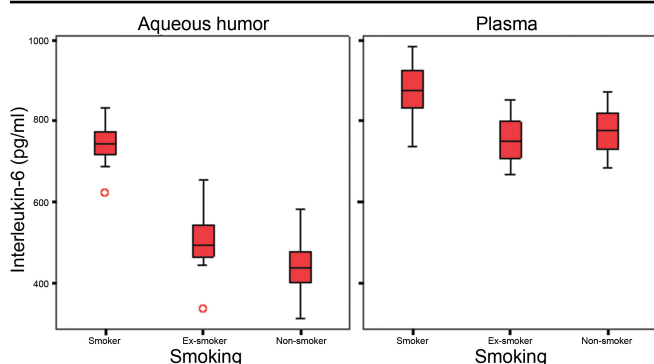 Aqueous humor
Plasma
Interleukin-6 (pg/ml)
1000
800
600
400
Smoker
Ex-smoker
Non-smoker
Smoker
Ex-smoker
Non-smoker
Smoking
Smoking